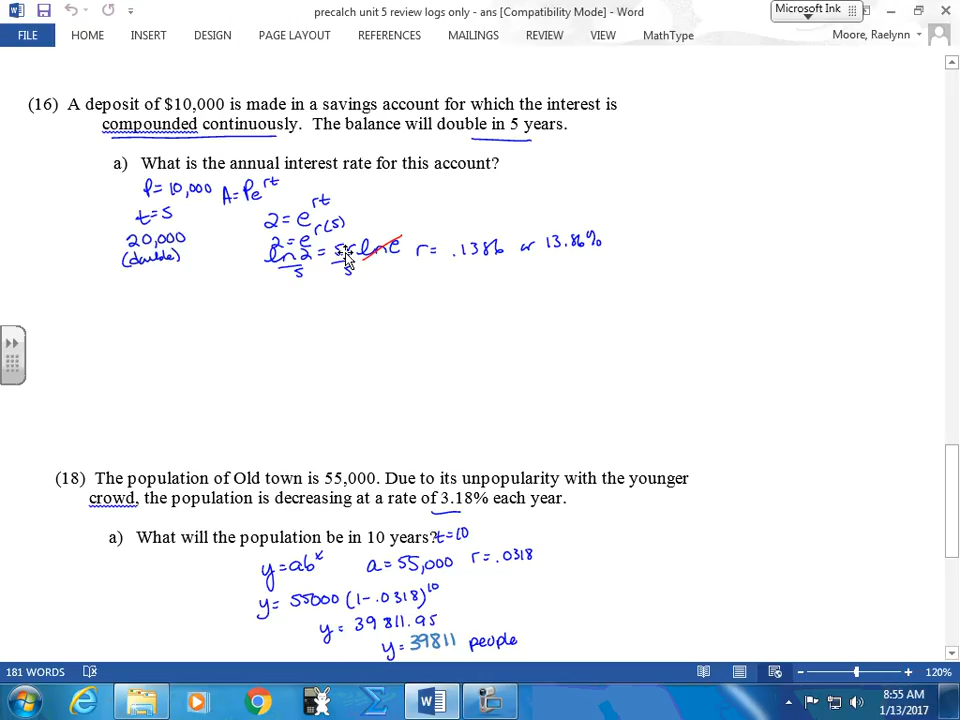 precalch unit 5 review logs only - ans [Compatibility Mode] - Word
Microsoft Ink
FILE HOME INSERT DESIGN PAGE LAYOUT REFERENCES MAILINGS REVIEW VIEW MathType Moore, Raelynn
(16) A deposit of $10,000 is made in a savings account for which the interest is
compounded continuously. The balance will double in 5 years.
a) What is the annual interest rate for this account?
P = 10,000 A = Pe^rt
t = 5 2 = e^rt
20,000 2 = e^r(5)
(double) ln 2 = 5r ln e r = .1386 or 13.86%
5 5
(18) The population of Old town is 55,000. Due to its unpopularity with the younger
crowd, the population is decreasing at a rate of 3.18% each year.
a) What will the population be in 10 years? t = 10
y = ab^x a = 55,000 r = .0318
y = 55000 (1 - .0318)^10
y = 39811.95
y = 39811 people
181 WORDS 120%
8:55 AM
1/13/2017